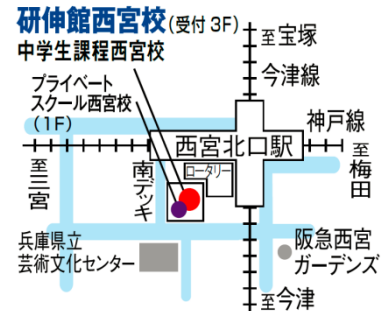 研伸館西宮校(受付3F)
中学生課程西宮校
プライベート
スクール西宮校
(1F)
至宝塚
今津線
神戸線
西宮北口駅
ロータリー
至三宮
南デッキ
至梅田
兵庫県立
芸術文化センター
阪急西宮
ガーデンズ
至今津